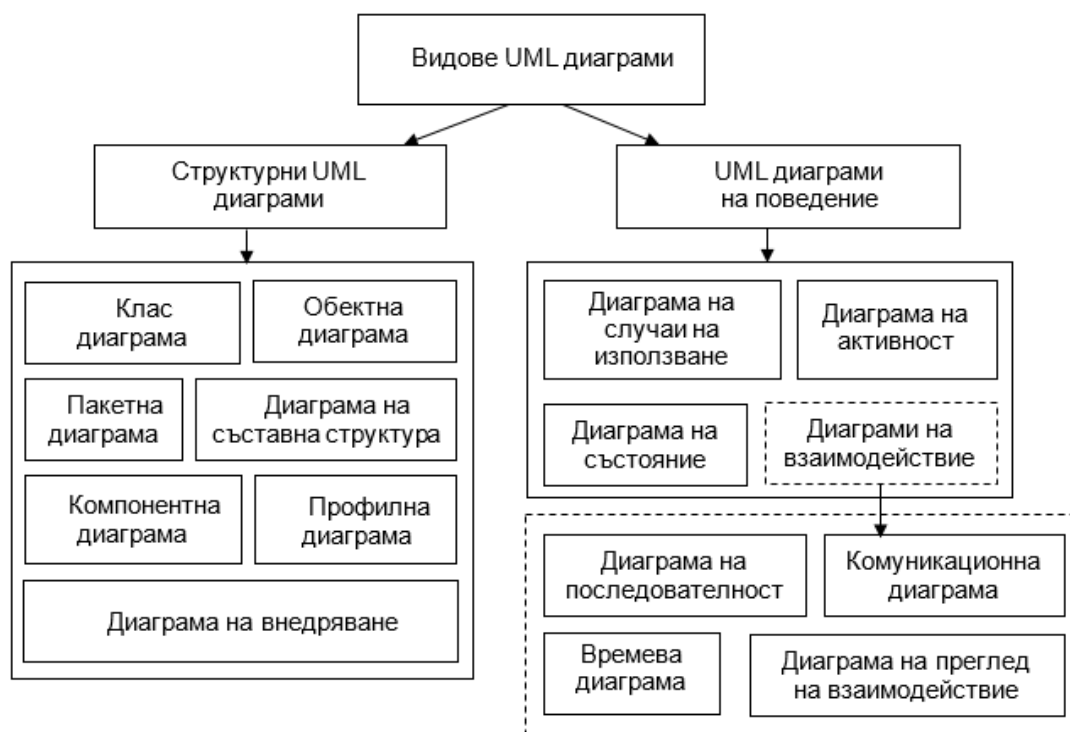 Видове UML диаграми
Структурни UML
диаграми
UML диаграми
на поведение
Клас
диаграма
Обектна
диаграма
Пакетна
диаграма
Диаграма на
съставна структура
Компонентна
диаграма
Профилна
диаграма
Диаграма на внедряване
Диаграма на
случаи на
използване
Диаграма на
активност
Диаграма на
състояние
Диаграми на
взаимодействие
Диаграма на
последователност
Комуникационна
диаграма
Времева
диаграма
Диаграма на преглед
на взаимодействие